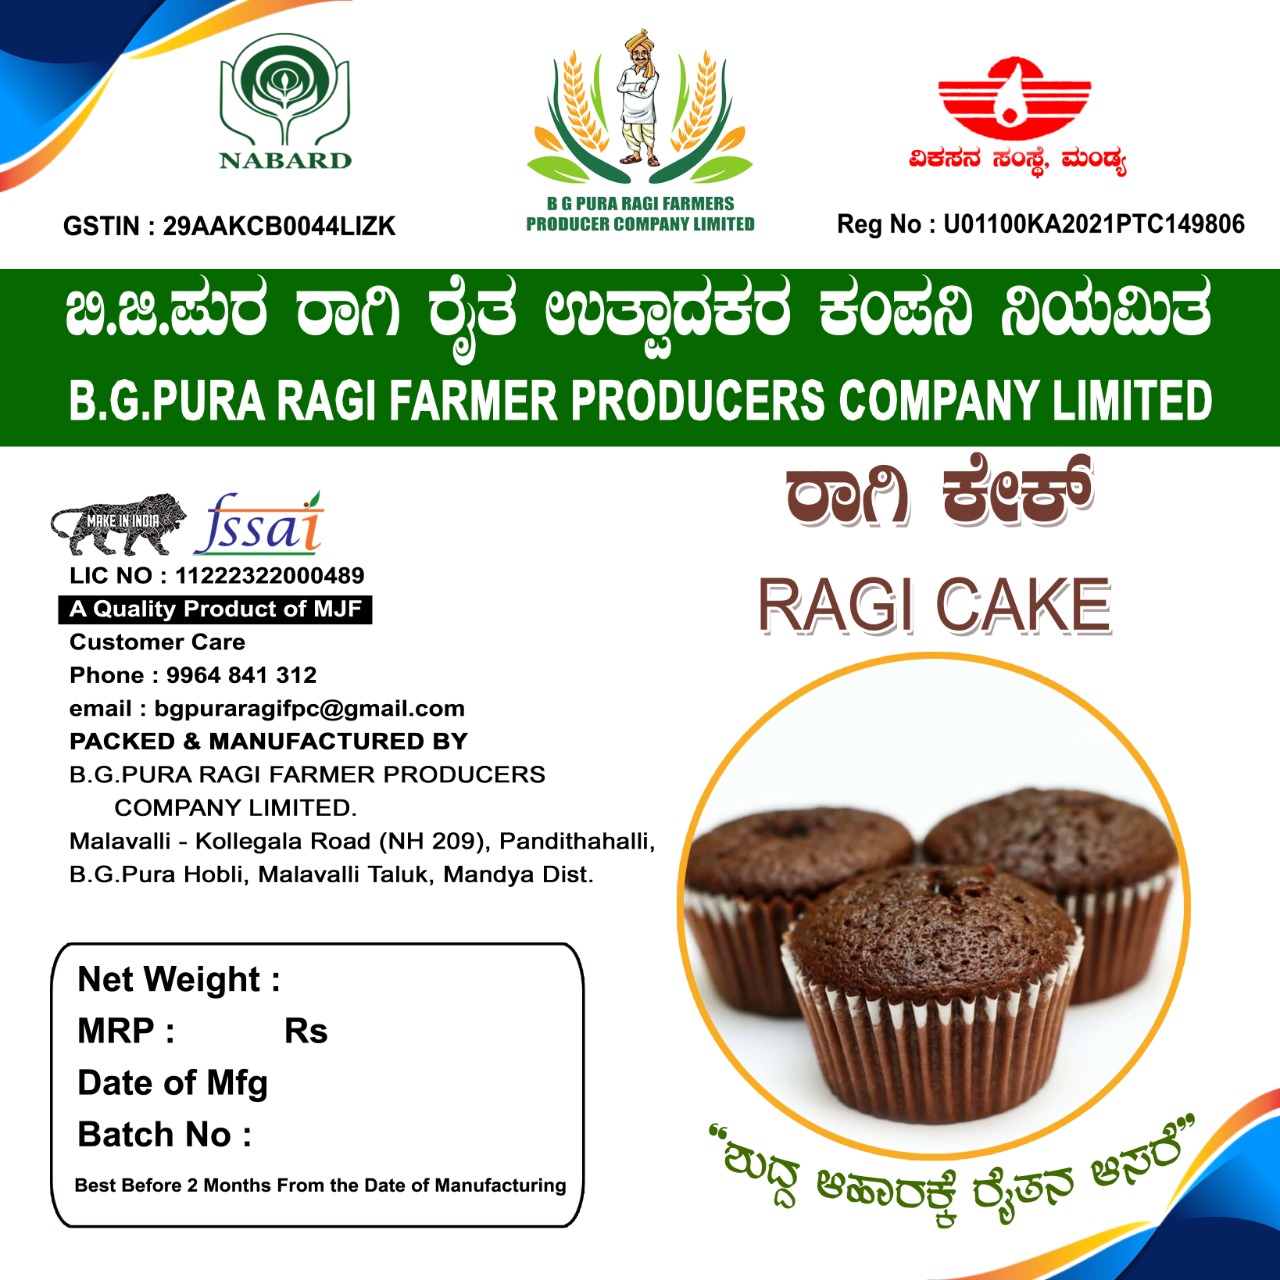 NABARD
B G PURA RAGI FARMERS
PRODUCER COMPANY LIMITED
ವಿಕಸನ ಸಂಸ್ಥೆ, ಮಂಡ್ಯ
GSTIN : 29AAKCB0044LIZK
Reg No : U01100KA2021PTC149806
ಬಿ.ಜಿ.ಪುರ ರಾಗಿ ರೈತ ಉತ್ಪಾದಕರ ಕಂಪನಿ ನಿಯಮಿತ
B.G.PURA RAGI FARMER PRODUCERS COMPANY LIMITED
MAKE IN INDIA
fssai
LIC NO : 11222322000489
A Quality Product of MJF
Customer Care
Phone : 9964 841 312
email : bgpuraragifpc@gmail.com
PACKED & MANUFACTURED BY
B.G.PURA RAGI FARMER PRODUCERS
COMPANY LIMITED.
Malavalli - Kollegala Road (NH 209), Pandithahalli,
B.G.Pura Hobli, Malavalli Taluk, Mandya Dist.
ರಾಗಿ ಕೇಕ್
RAGI CAKE
Net Weight :
MRP : Rs
Date of Mfg
Batch No :
Best Before 2 Months From the Date of Manufacturing
“ಶುದ್ದ ಆಹಾರಕ್ಕೆ ರೈತನ ಆಸರೆ”